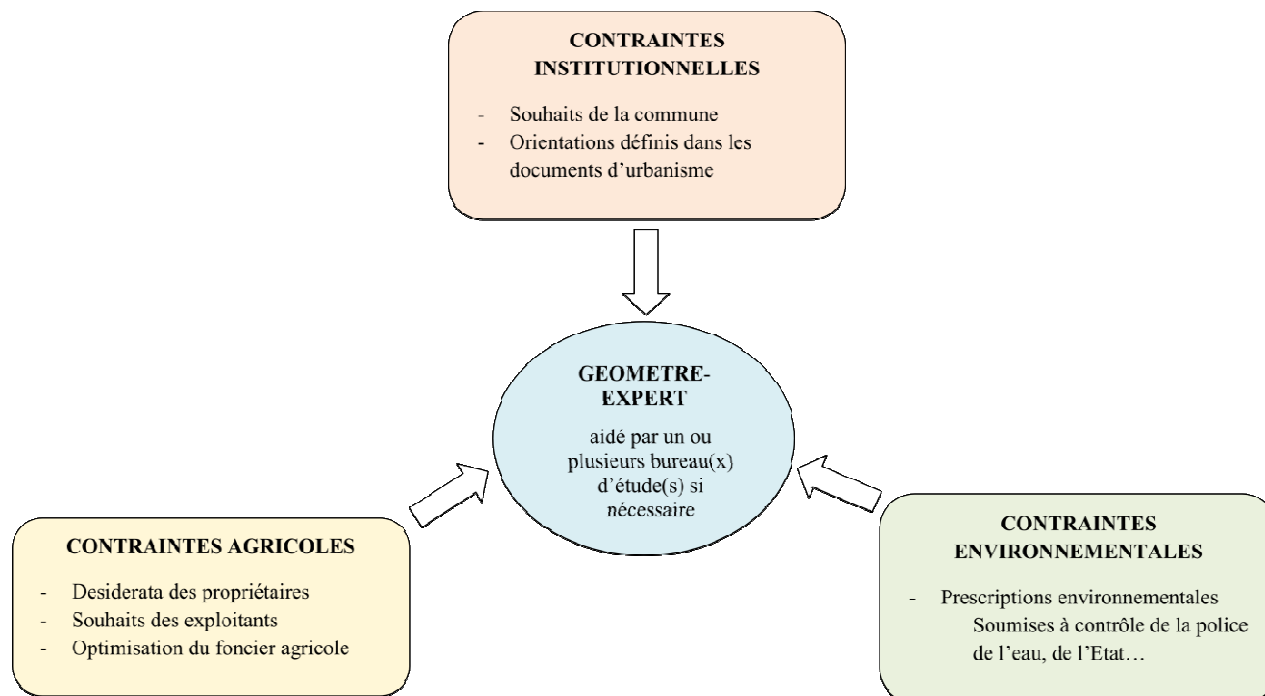 CONTRAINTES
INSTITUTIONNELLES
- Souhaits de la commune
- Orientations définis dans les
documents d'urbanisme
GEOMETRE-
EXPERT
aidé par un ou
plusieurs bureau(x)
d'étude(s) si
nécessaire
CONTRAINTES AGRICOLES
- Desiderata des propriétaires
- Souhaits des exploitants
- Optimisation du foncier agricole
CONTRAINTES
ENVIRONNEMENTALES
- Prescriptions environnementales
Soumises à contrôle de la police
de l'eau, de l'Etat…